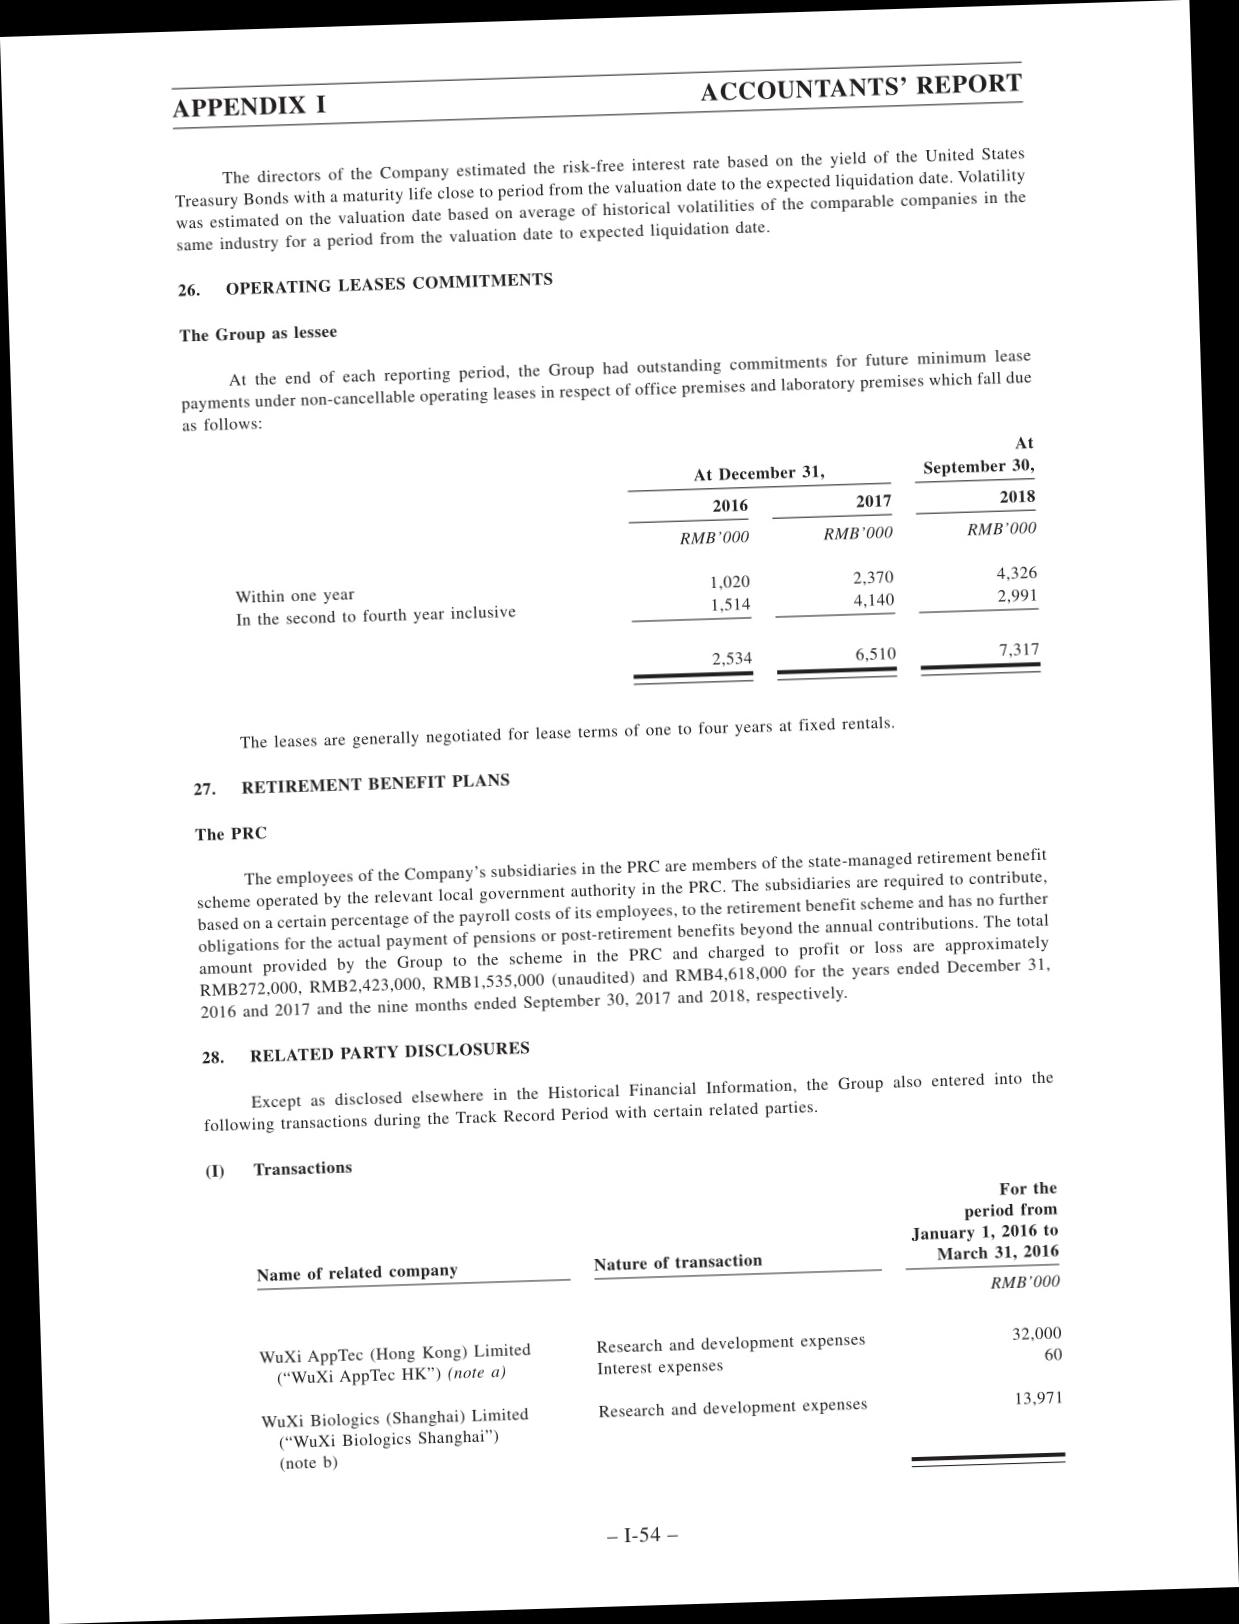 APPENDIX I ACCOUNTANTS’ REPORT
The directors of the Company estimated the risk-free interest rate based on the yield of the United States
Treasury Bonds with a maturity life close to period from the valuation date to the expected liquidation date. Volatility
was estimated on the valuation date based on average of historical volatilities of the comparable companies in the
same industry for a period from the valuation date to expected liquidation date.
26. OPERATING LEASES COMMITMENTS
The Group as lessee
At the end of each reporting period, the Group had outstanding commitments for future minimum lease
payments under non-cancellable operating leases in respect of office premises and laboratory premises which fall due
as follows:
At
At December 31, September 30,
2016 2017 2018
RMB’000 RMB’000 RMB’000
Within one year 1,020 2,370 4,326
In the second to fourth year inclusive 1,514 4,140 2,991
2,534 6,510 7,317
The leases are generally negotiated for lease terms of one to four years at fixed rentals.
27. RETIREMENT BENEFIT PLANS
The PRC
The employees of the Company’s subsidiaries in the PRC are members of the state-managed retirement benefit
scheme operated by the relevant local government authority in the PRC. The subsidiaries are required to contribute,
based on a certain percentage of the payroll costs of its employees, to the retirement benefit scheme and has no further
obligations for the actual payment of pensions or post-retirement benefits beyond the annual contributions. The total
amount provided by the Group to the scheme in the PRC and charged to profit or loss are approximately
RMB272,000, RMB2,423,000, RMB1,535,000 (unaudited) and RMB4,618,000 for the years ended December 31,
2016 and 2017 and the nine months ended September 30, 2017 and 2018, respectively.
28. RELATED PARTY DISCLOSURES
Except as disclosed elsewhere in the Historical Financial Information, the Group also entered into the
following transactions during the Track Record Period with certain related parties.
(I) Transactions
For the
period from
January 1, 2016 to
Name of related company Nature of transaction March 31, 2016
RMB’000
WuXi AppTec (Hong Kong) Limited Research and development expenses 32,000
(“WuXi AppTec HK”) (note a) Interest expenses 60
WuXi Biologics (Shanghai) Limited Research and development expenses 13,971
(“WuXi Biologics Shanghai”)
(note b)
– I-54 –